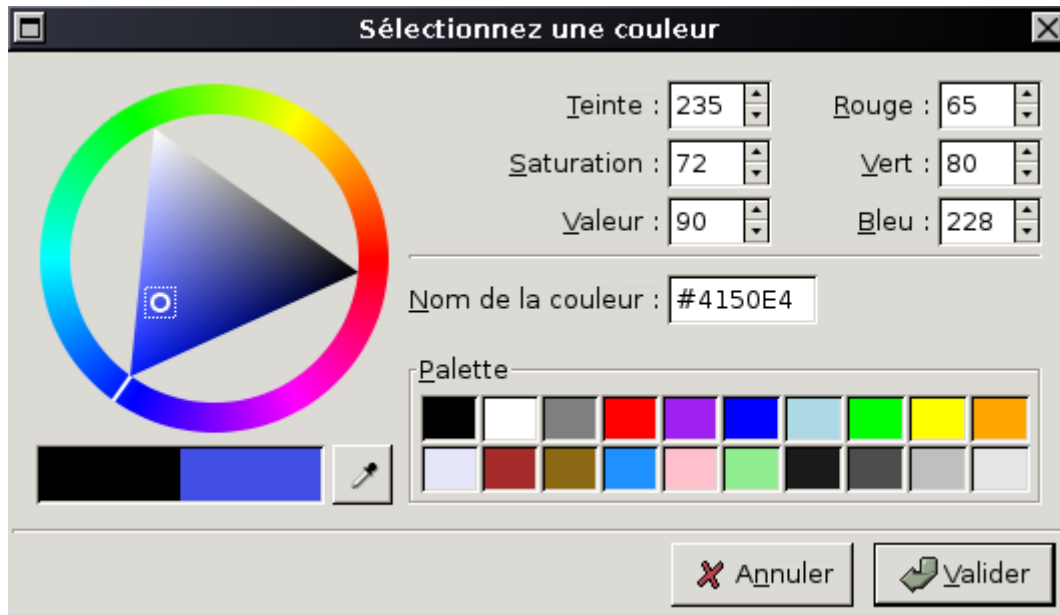 Sélectionnez une couleur
Teinte : 235 Rouge : 65
Saturation : 72 Vert : 80
Valeur : 90 Bleu : 228
Nom de la couleur : #4150E4
Palette
Annuler Valider